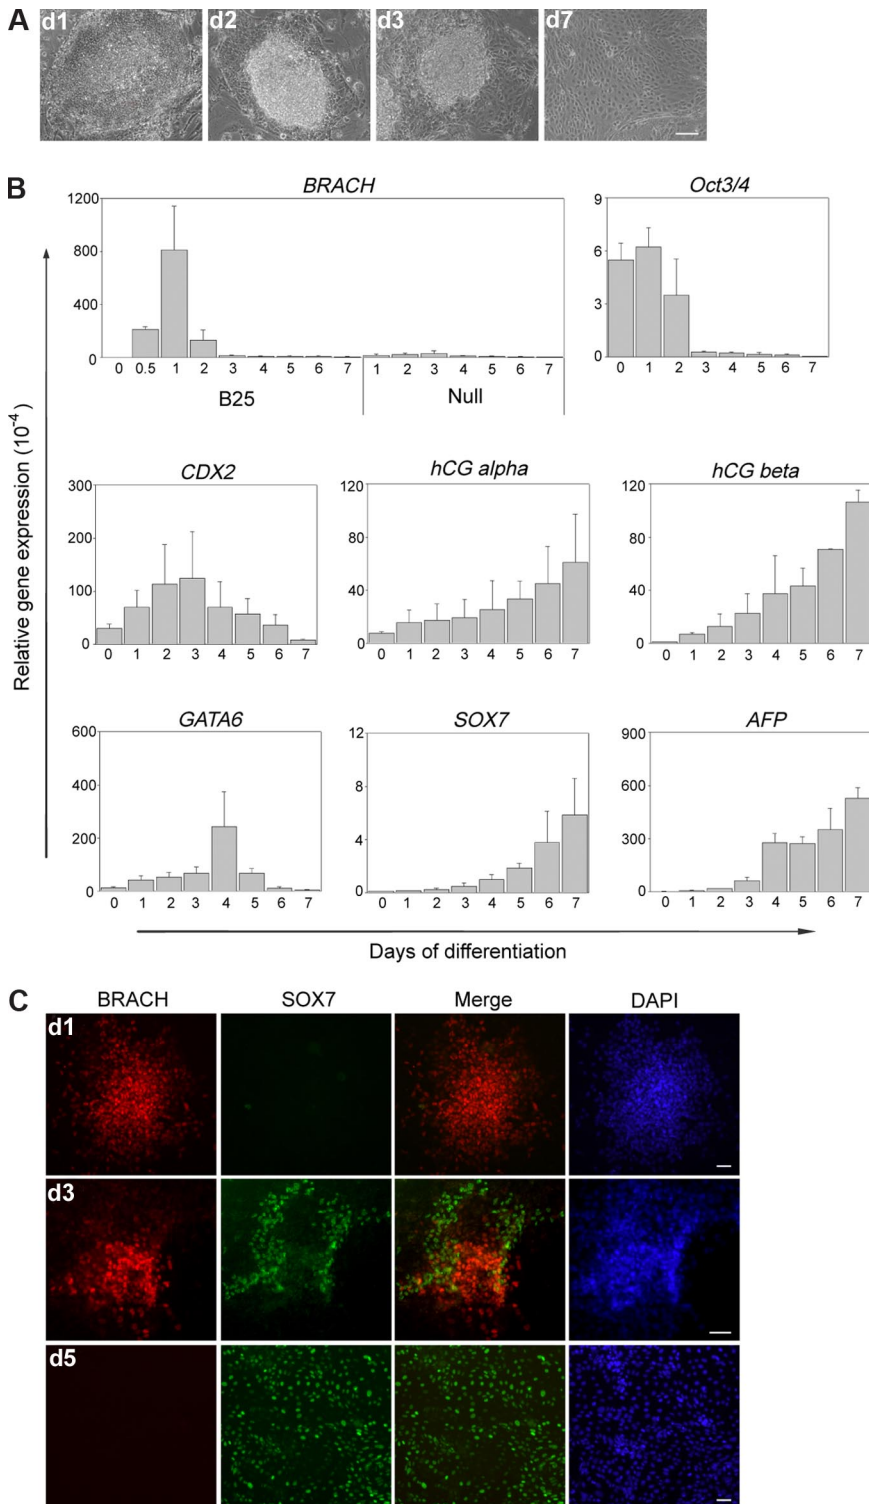 A
d1 d2 d3 d7
B
BRACH
1200
800
400
0
0 0.5 1 2 3 4 5 6 7 1 2 3 4 5 6 7
B25 Null
Oct3/4
9
6
3
0
0 1 2 3 4 5 6 7
Relative gene expression (10-4)
CDX2
300
200
100
0
0 1 2 3 4 5 6 7
hCG alpha
120
80
40
0
0 1 2 3 4 5 6 7
hCG beta
120
80
40
0
0 1 2 3 4 5 6 7
GATA6
600
400
200
0
0 1 2 3 4 5 6 7
SOX7
12
8
4
0
0 1 2 3 4 5 6 7
AFP
900
600
300
0
0 1 2 3 4 5 6 7
Days of differentiation
C
BRACH SOX7 Merge DAPI
d1
d3
d5